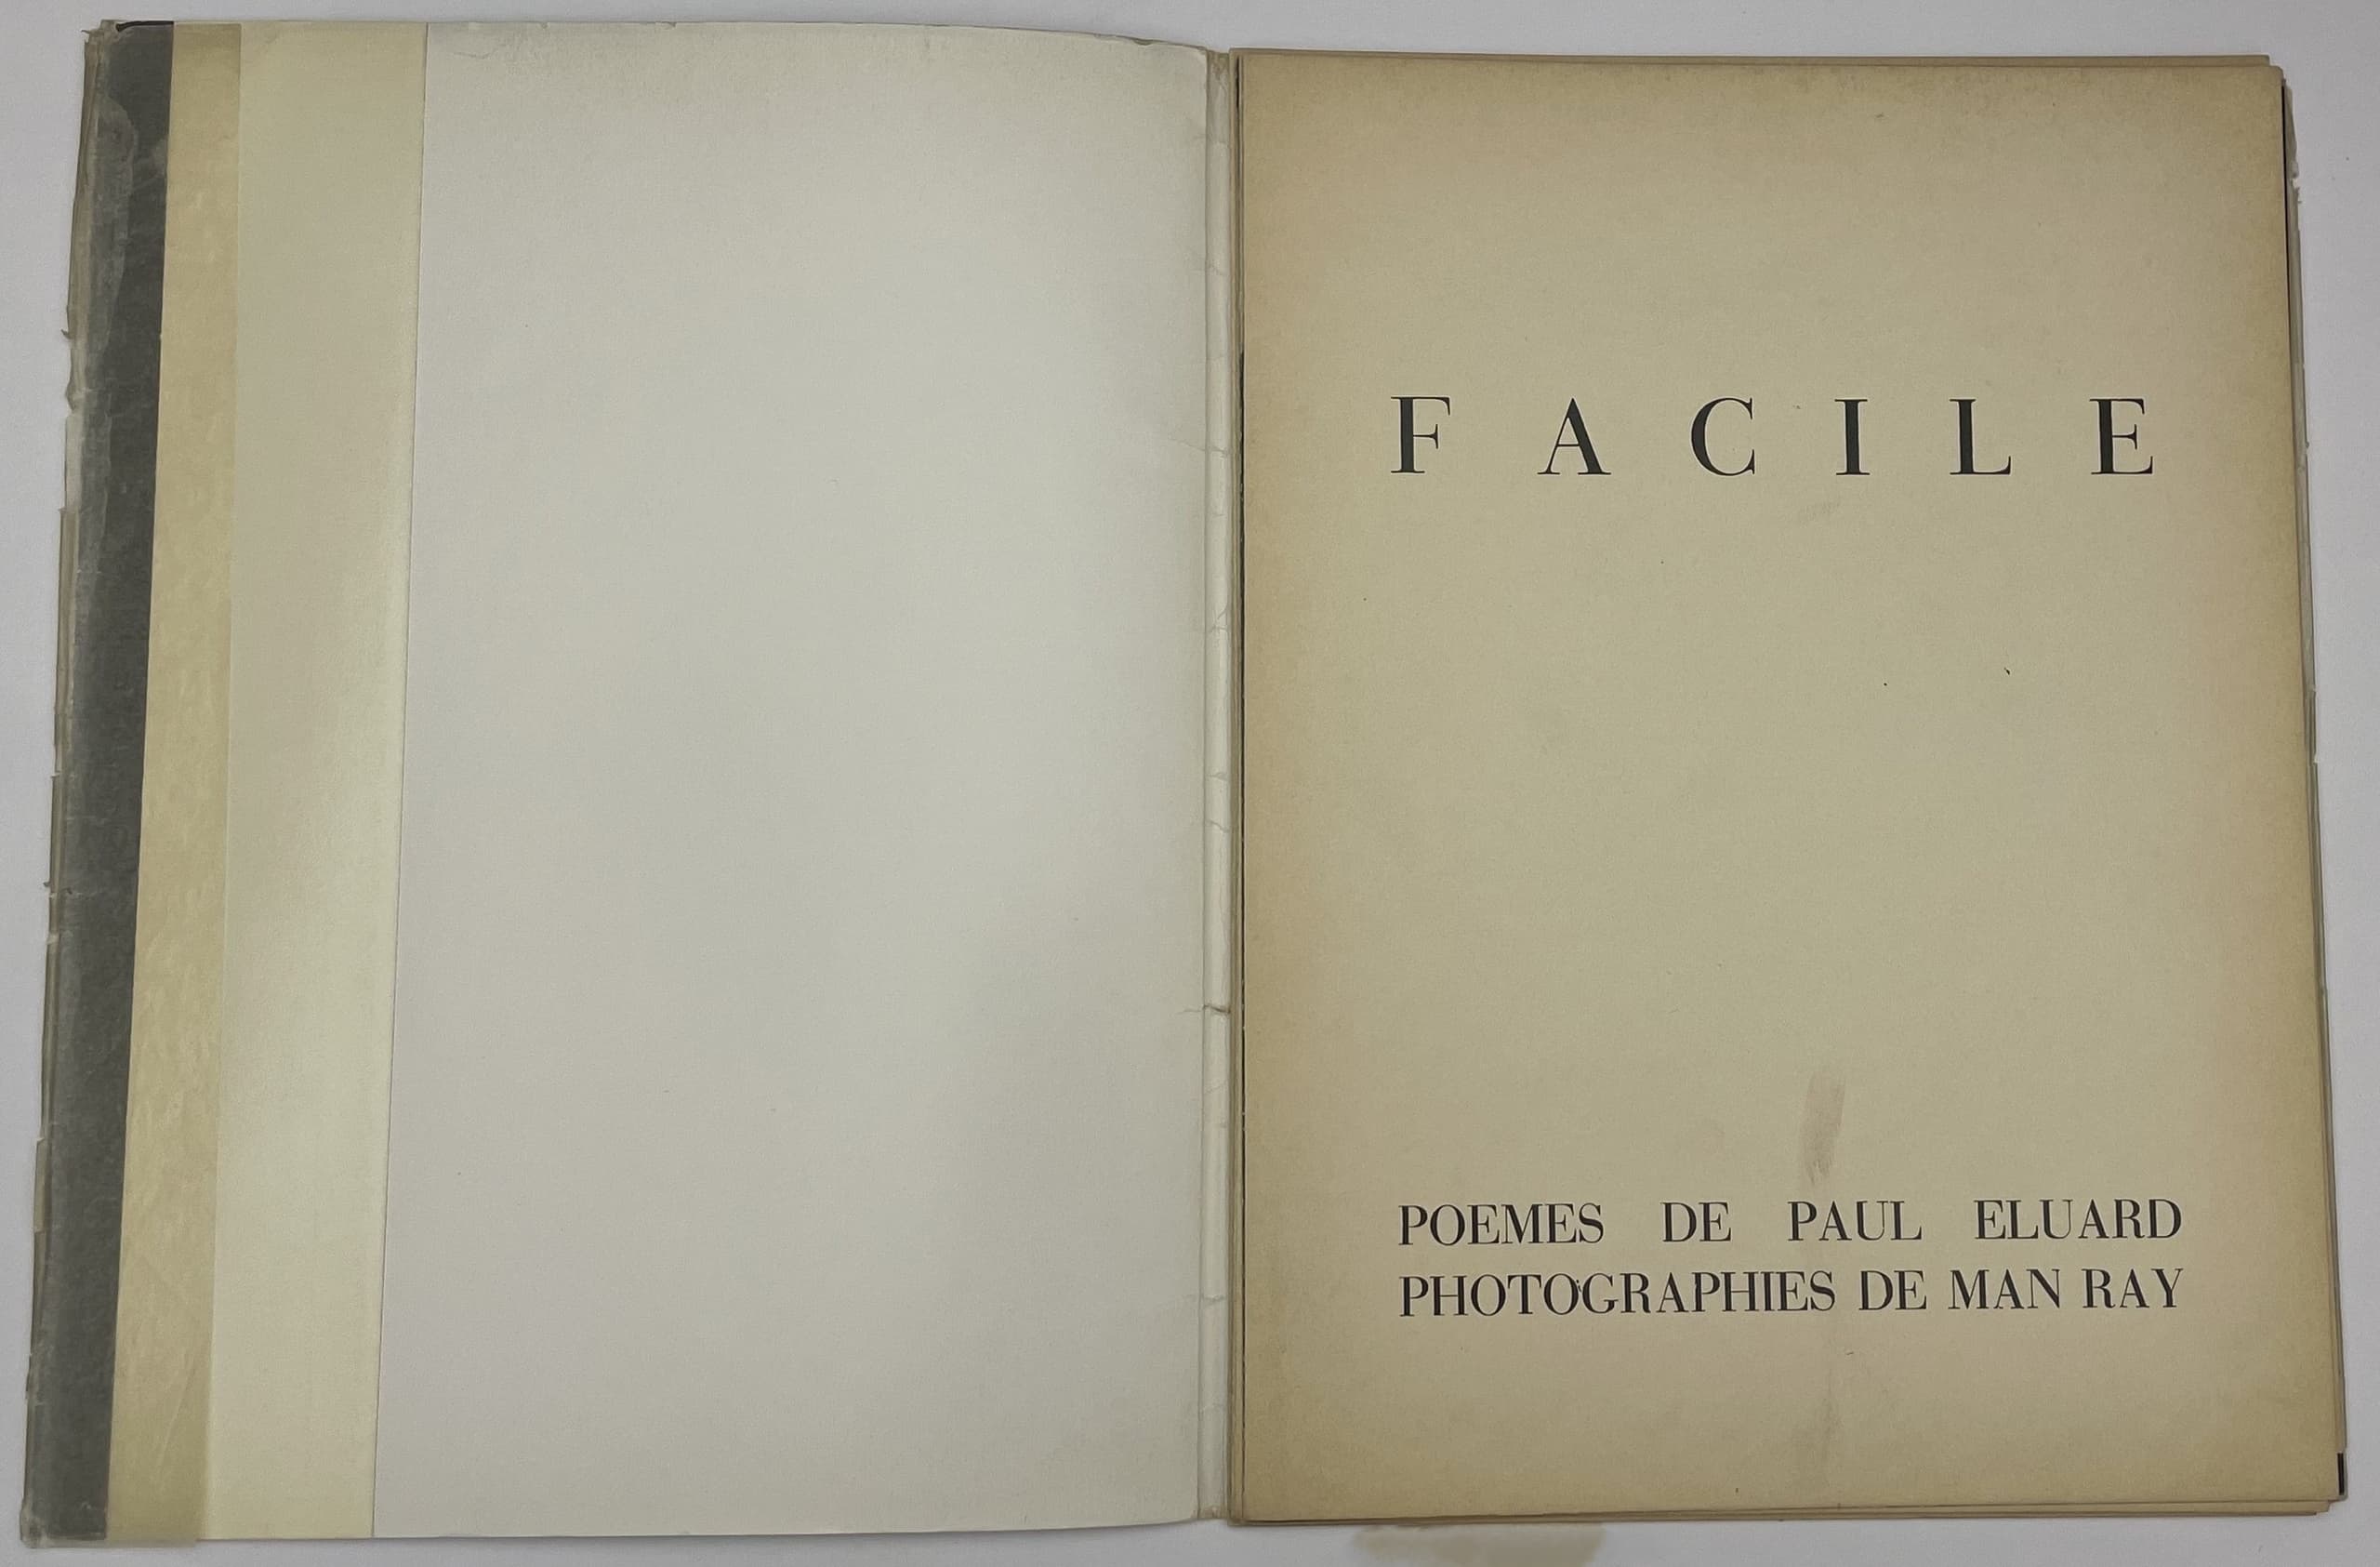 FACILE
POEMES DE PAUL ELUARD
PHOTOGRAPHIES DE MAN RAY